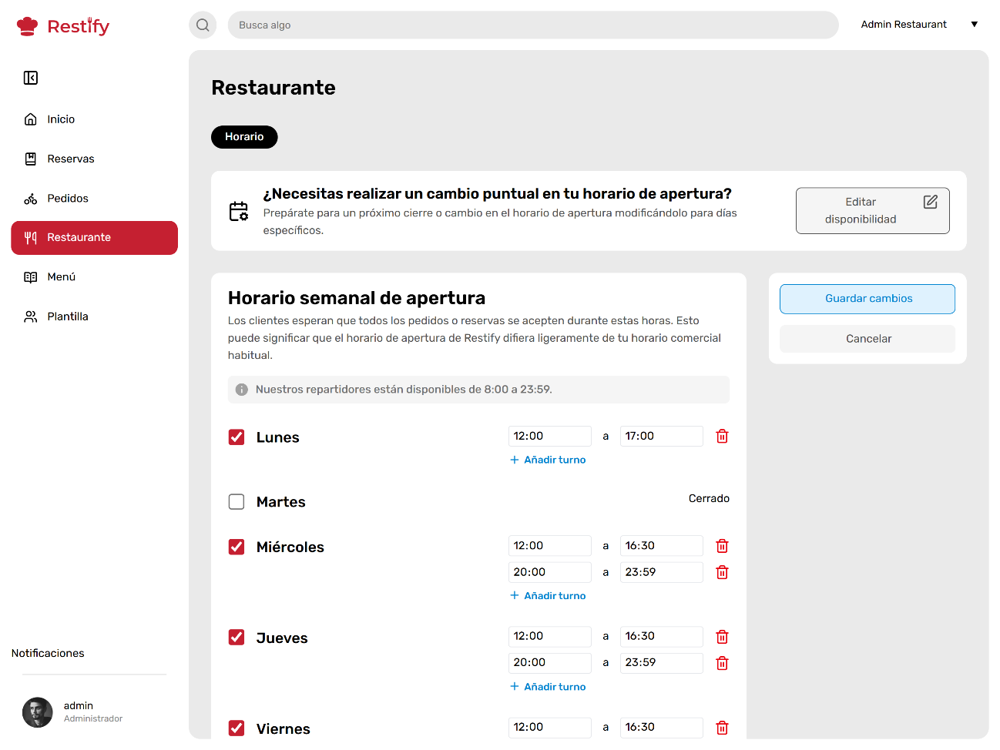 Restify
Busca algo
Admin Restaurant
Inicio
Reservas
Pedidos
Restaurante
Menú
Plantilla
Notificaciones
admin
Administrador
Restaurante
Horario
¿Necesitas realizar un cambio puntual en tu horario de apertura?
Prepárate para un próximo cierre o cambio en el horario de apertura modificándolo para días
específicos.
Editar
disponibilidad
Horario semanal de apertura
Los clientes esperan que todos los pedidos o reservas se acepten durante estas horas. Esto
puede significar que el horario de apertura de Restify difiera ligeramente de tu horario comercial
habitual.
Nuestros repartidores están disponibles de 8:00 a 23:59.
Lunes 12:00 a 17:00
+ Añadir turno
Martes Cerrado
Miércoles 12:00 a 16:30
20:00 a 23:59
+ Añadir turno
Jueves 12:00 a 16:30
20:00 a 23:59
+ Añadir turno
Viernes 12:00 a 16:30
Guardar cambios
Cancelar